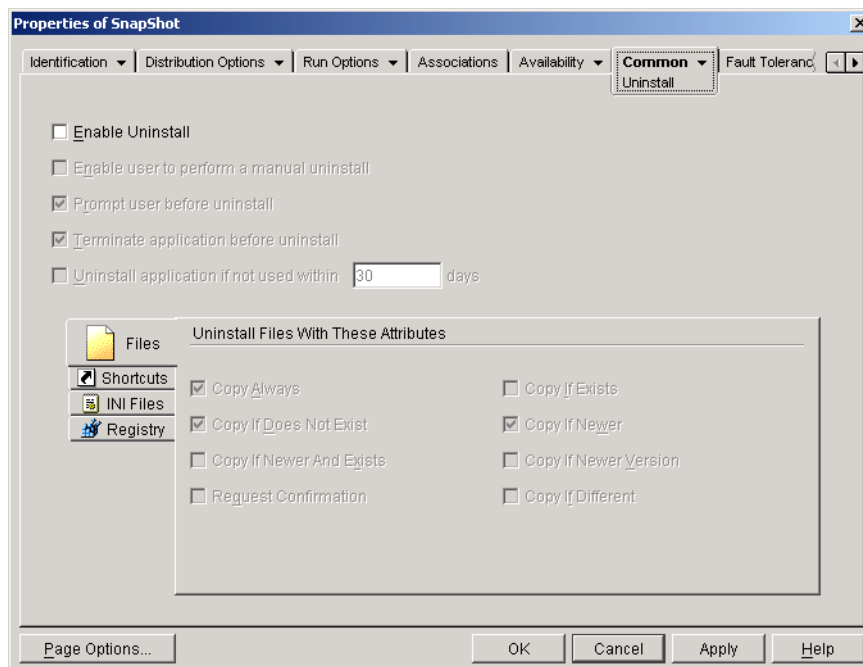 Properties of SnapShot
Identification Distribution Options Run Options Associations Availability Common Fault Toleranc
Uninstall
Enable Uninstall
Enable user to perform a manual uninstall
Prompt user before uninstall
Terminate application before uninstall
Uninstall application if not used within 30 days
Files
Shortcuts
INI Files
Registry
Uninstall Files With These Attributes
Copy Always Copy If Exists
Copy If Does Not Exist Copy If Newer
Copy If Newer And Exists Copy If Newer Version
Request Confirmation Copy If Different
Page Options... OK Cancel Apply Help